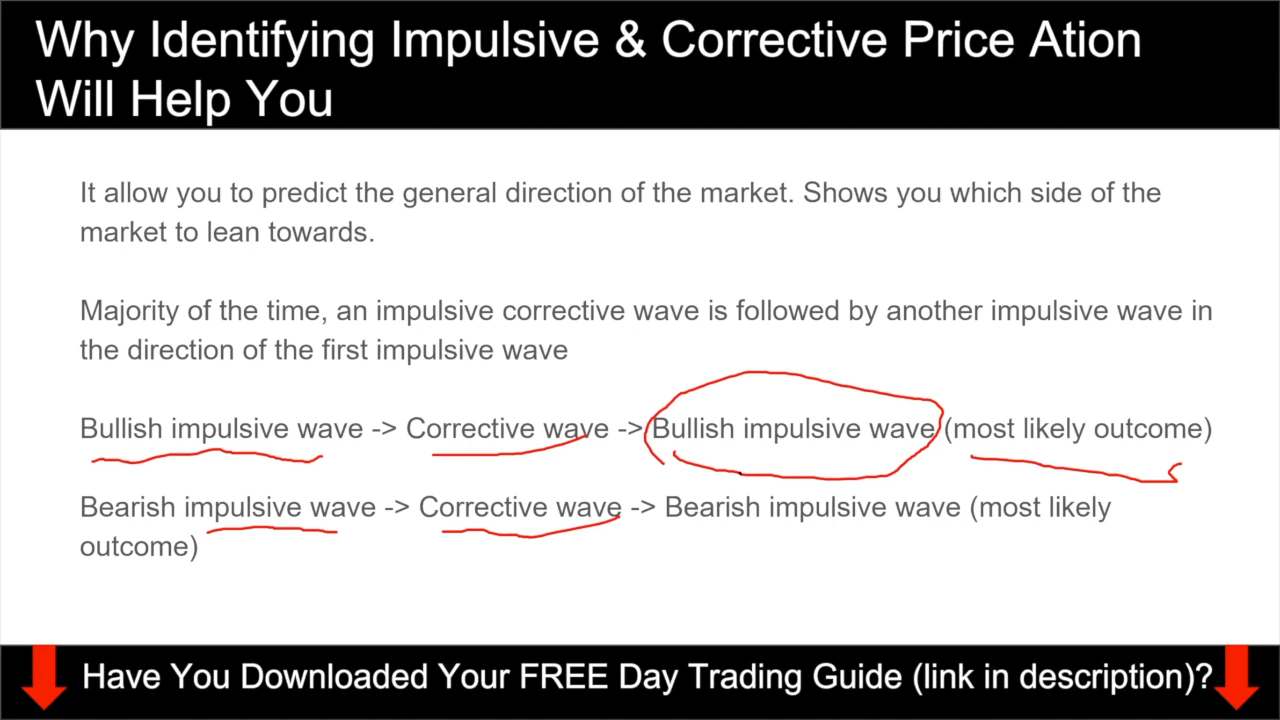 Why Identifying Impulsive & Corrective Price Ation
Will Help You
It allow you to predict the general direction of the market. Shows you which side of the
market to lean towards.
Majority of the time, an impulsive corrective wave is followed by another impulsive wave in
the direction of the first impulsive wave
Bullish impulsive wave -> Corrective wave -> Bullish impulsive wave (most likely outcome)
Bearish impulsive wave -> Corrective wave -> Bearish impulsive wave (most likely
outcome)
Have You Downloaded Your FREE Day Trading Guide (link in description)?